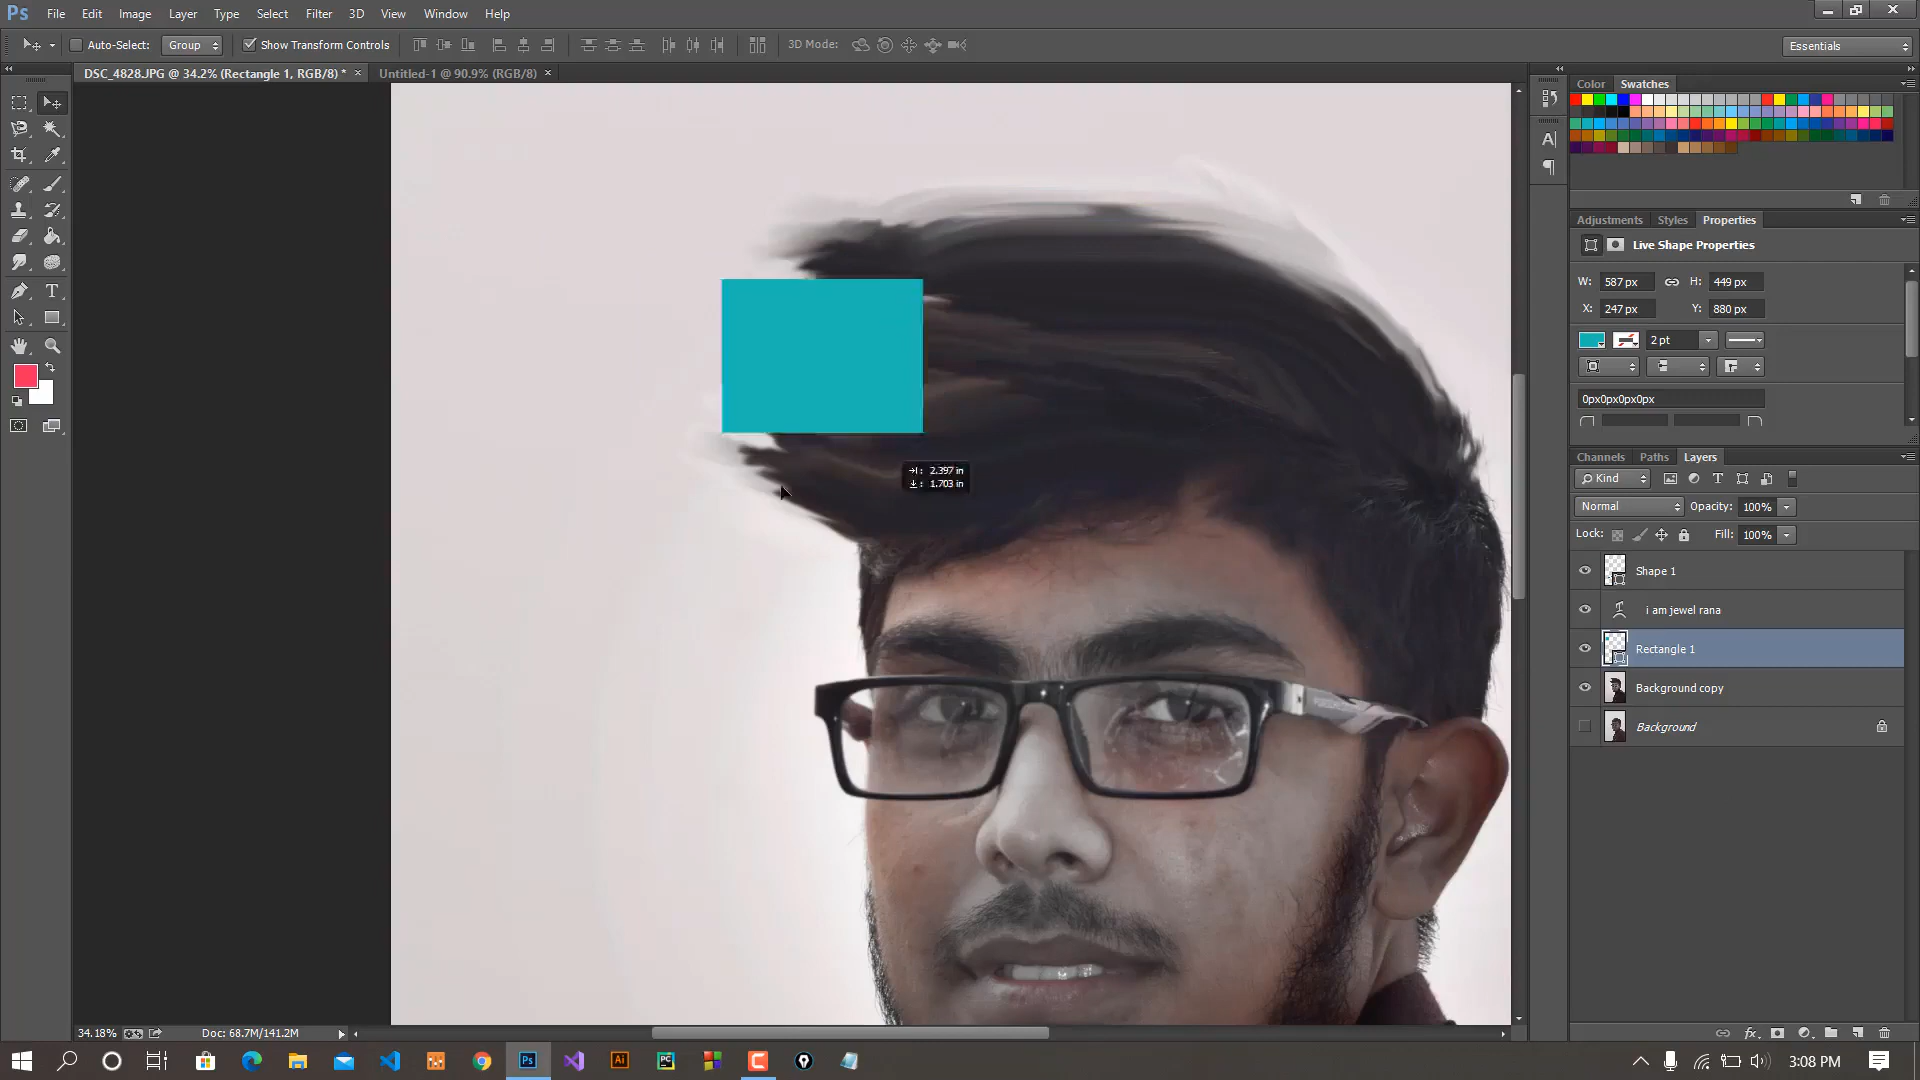 Ps File Edit Image Layer Type Select Filter 3D View Window Help
Auto-Select: Group Show Transform Controls 3D Mode: Essentials
DSC_4828.JPG @ 34.2% (Rectangle 1, RGB/8) * × Untitled-1 @ 90.9% (RGB/8) ×
Color Swatches
Adjustments Styles Properties
Live Shape Properties
W: 587 px H: 449 px
X: 247 px Y: 880 px
2 pt
0px0px0px0px
Channels Paths Layers
Kind
Normal Opacity: 100%
Lock: Fill: 100%
Shape 1
i am jewel rana
Rectangle 1
Background copy
Background
: 2.397 in
: 1.703 in
34.18% Doc: 68.7M/141.2M
Ps Ai PC 3:08 PM